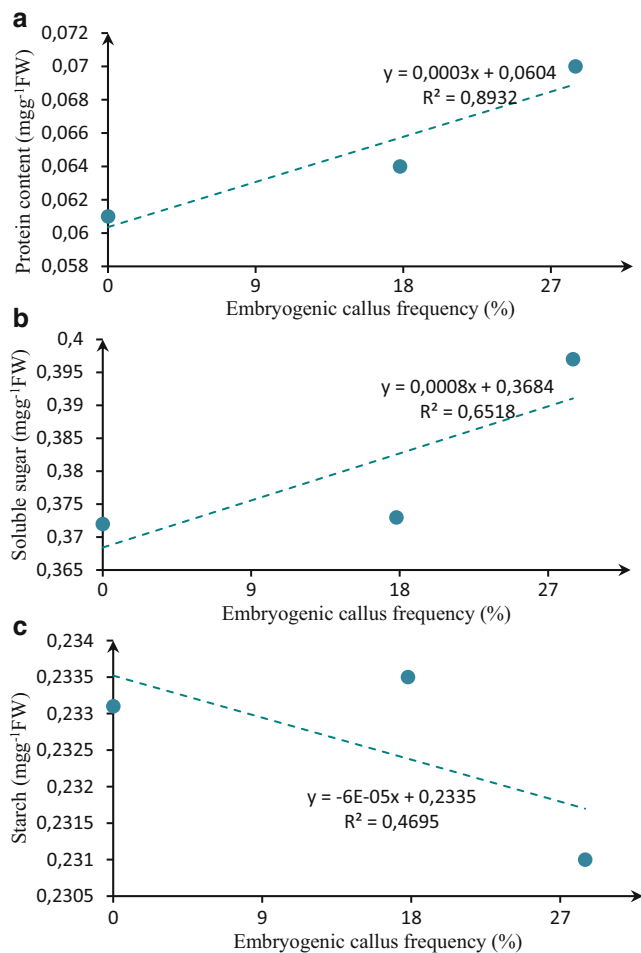 a
0,072
0,07
0,068
0,066
0,064
0,062
0,06
0,058
Protein content (mgg⁻¹FW)
y = 0,0003x + 0,0604
R² = 0,8932
0 9 18 27
Embryogenic callus frequency (%)
b
0,4
0,395
0,39
0,385
0,38
0,375
0,37
0,365
Soluble sugar (mgg⁻¹FW)
y = 0,0008x + 0,3684
R² = 0,6518
0 9 18 27
Embryogenic callus frequency (%)
c
0,234
0,2335
0,233
0,2325
0,232
0,2315
0,231
0,2305
Starch (mgg⁻¹FW)
y = -6E-05x + 0,2335
R² = 0,4695
0 9 18 27
Embryogenic callus frequency (%)